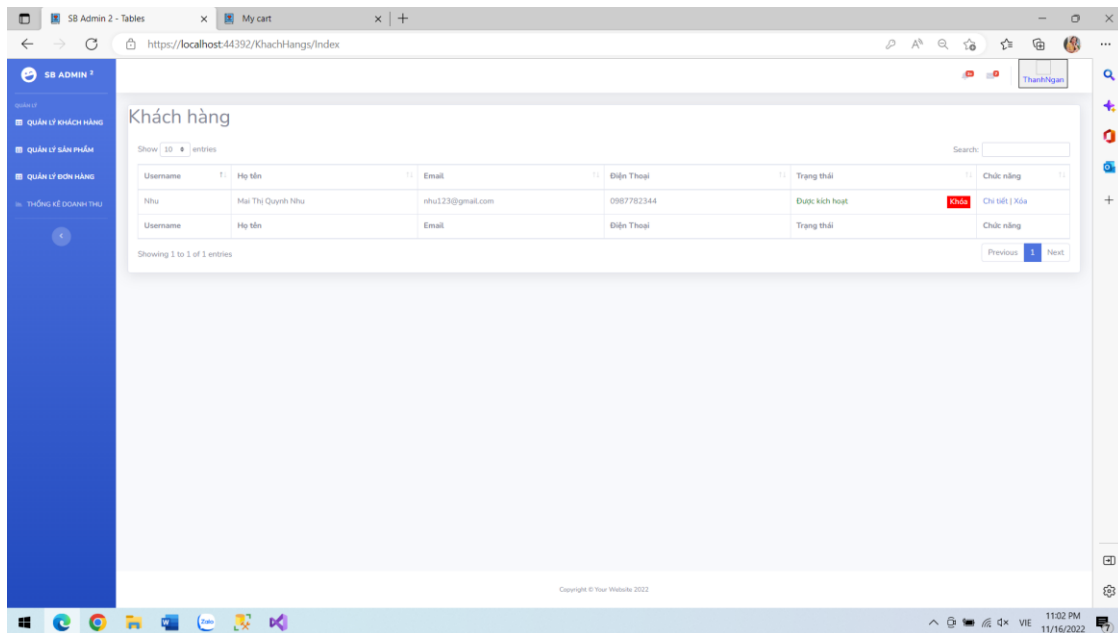 SB Admin 2 - Tables
My cart
https://localhost:44392/KhachHangs/Index
SB ADMIN 2
ThanhNgan
QUẢN LÝ
QUẢN LÝ KHÁCH HÀNG
QUẢN LÝ SẢN PHẨM
QUẢN LÝ ĐƠN HÀNG
THỐNG KÊ DOANH THU
Khách hàng
Show 10 entries
Search:
Username Họ tên Email Điện Thoại Trạng thái Chức năng
Nhu Mai Thị Quynh Nhu nhu123@gmail.com 0987782344 Được kích hoạt Khóa Chi tiết | Xóa
Username Họ tên Email Điện Thoại Trạng thái Chức năng
Showing 1 to 1 of 1 entries
Previous 1 Next
Copyright © Your Website 2022
Zalo
VIE
11:02 PM
11/16/2022